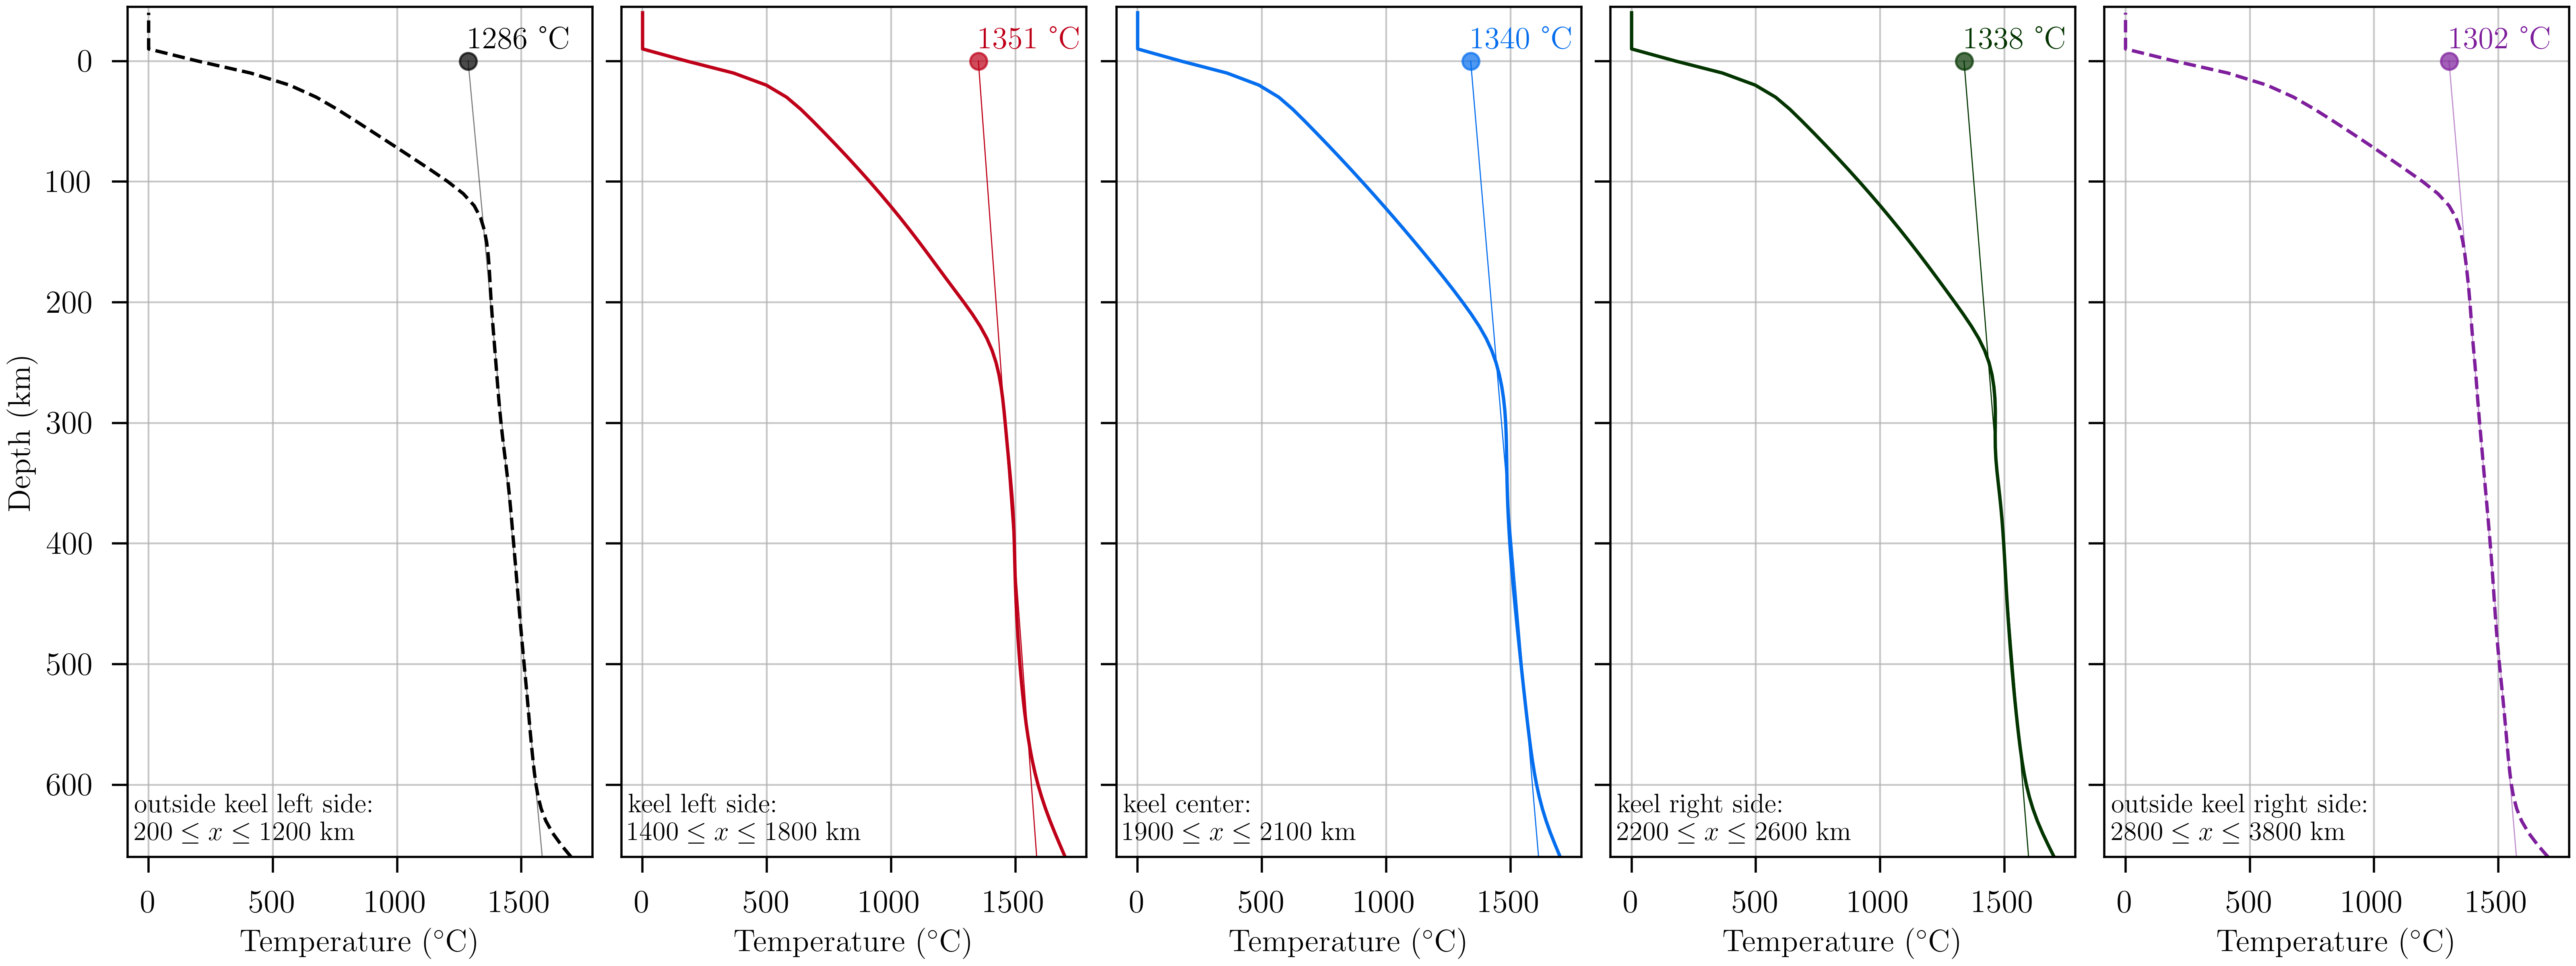 1286 °C
1351 °C
1340 °C
1338 °C
1302 °C
0
100
200
300
400
500
600
Depth (km)
outside keel left side:
200 ≤ x ≤ 1200 km
keel left side:
1400 ≤ x ≤ 1800 km
keel center:
1900 ≤ x ≤ 2100 km
keel right side:
2200 ≤ x ≤ 2600 km
outside keel right side:
2800 ≤ x ≤ 3800 km
0 500 1000 1500
0 500 1000 1500
0 500 1000 1500
0 500 1000 1500
0 500 1000 1500
Temperature (°C)
Temperature (°C)
Temperature (°C)
Temperature (°C)
Temperature (°C)